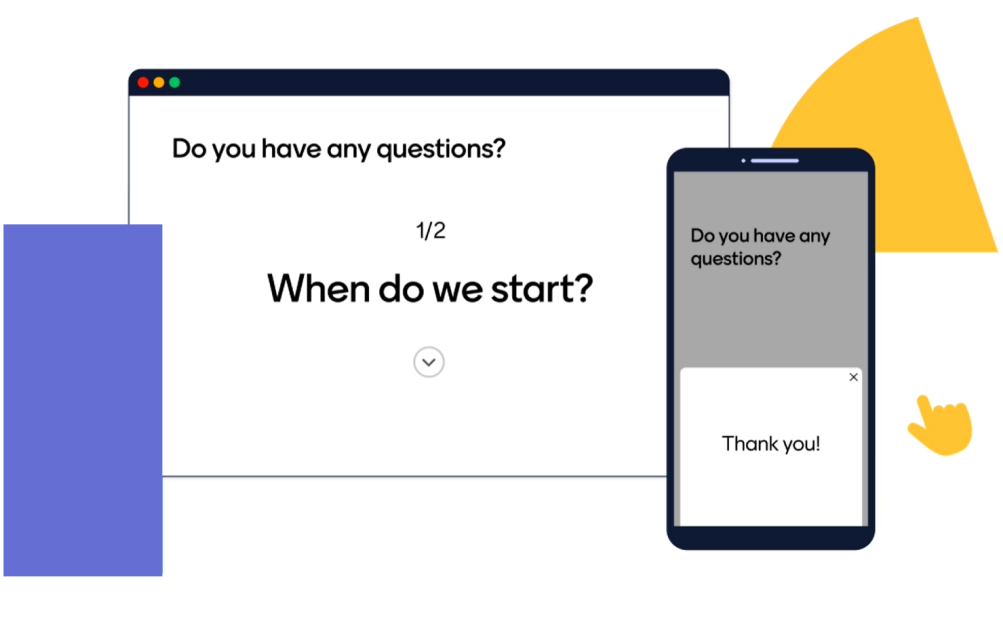 Do you have any questions?
1/2
When do we start?
Do you have any
questions?
Thank you!